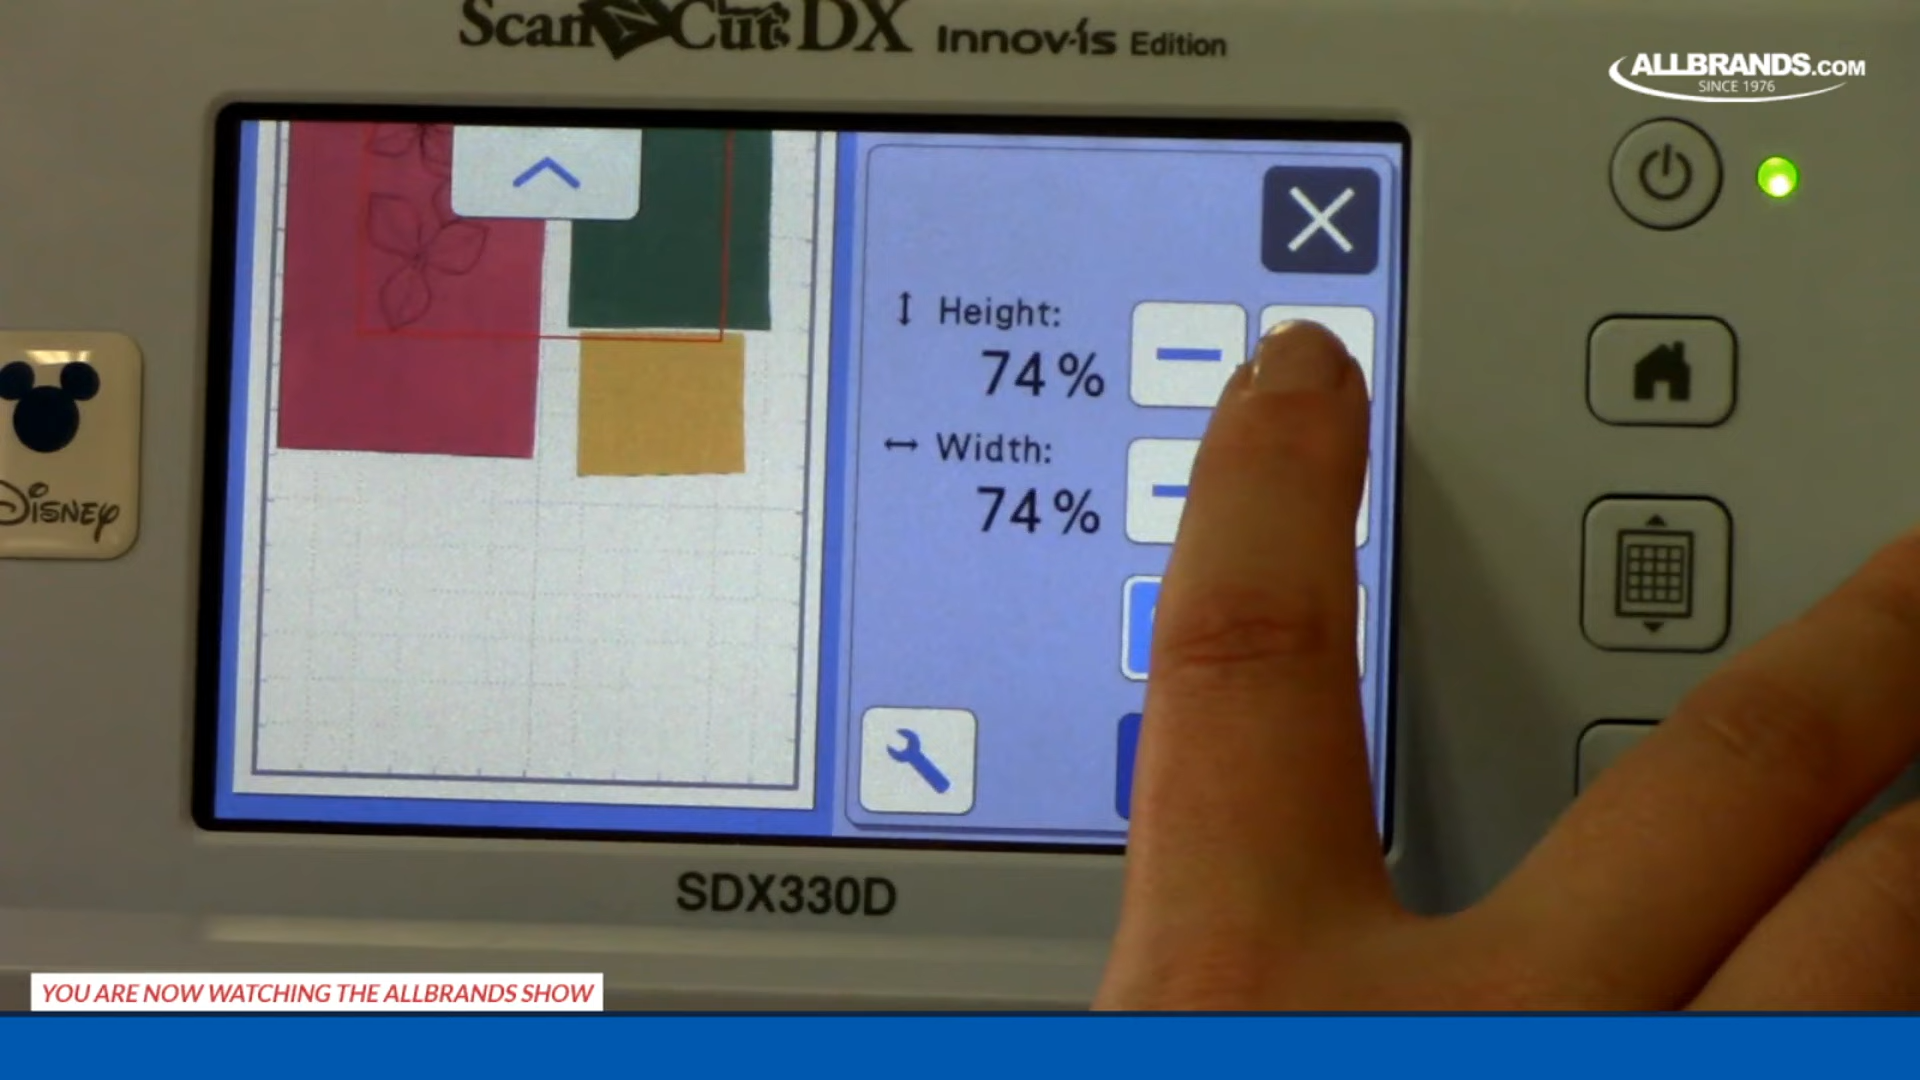 ScanNCut DX Innov-ís Edition
ALLBRANDS.COM
SINCE 1976
Height:
74%
Width:
74%
Disney
SDX330D
YOU ARE NOW WATCHING THE ALLBRANDS SHOW